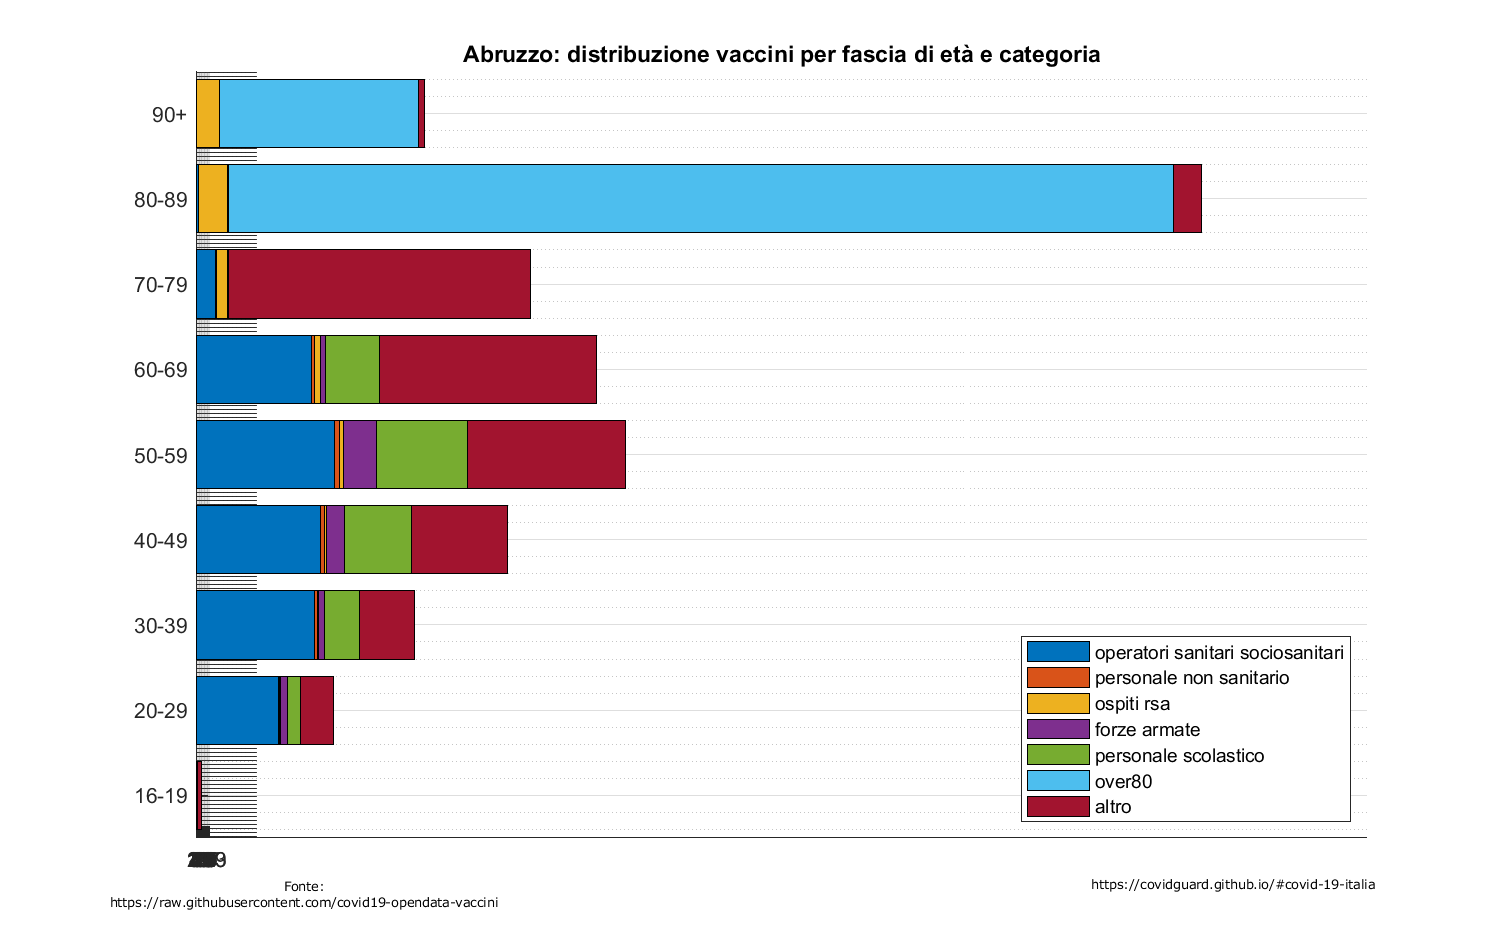 Abruzzo: distribuzione vaccini per fascia di età e categoria
90+
80-89
70-79
60-69
50-59
40-49
30-39
20-29
16-19
operatori sanitari sociosanitari
personale non sanitario
ospiti rsa
forze armate
personale scolastico
over80
altro
Fonte:
https://raw.githubusercontent.com/covid19-opendata-vaccini
https://covidguard.github.io/#covid-19-italia